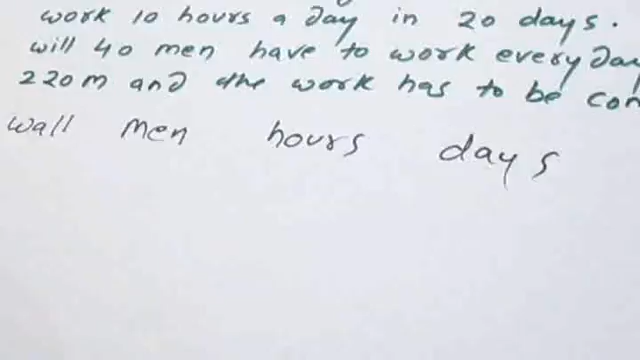 work 10 hours a day in 20 days.
will 40 men have to work everyday
220m and the work has to be
wall men hours days